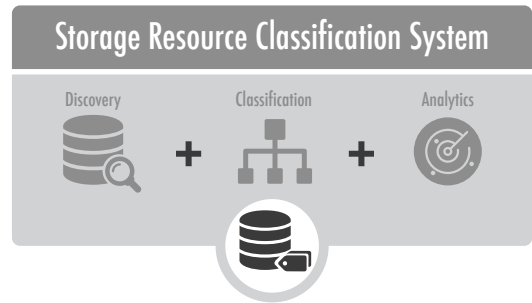 Storage Resource Classification System
Discovery
Classification
Analytics